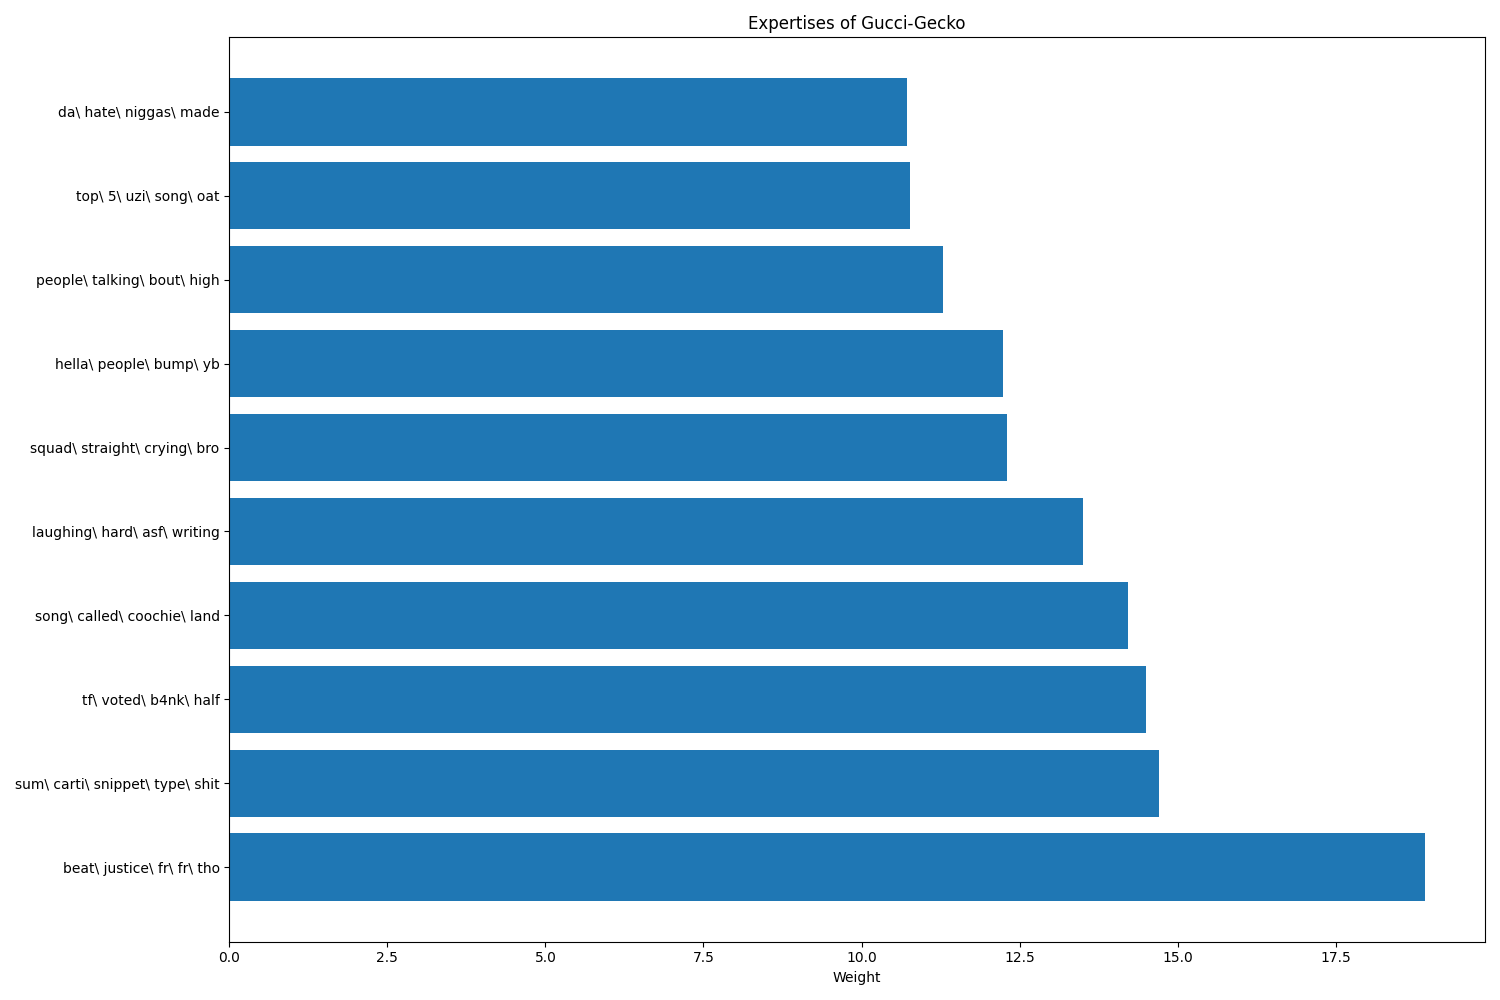 Expertises of Gucci-Gecko
da\ hate\ niggas\ made
top\ 5\ uzi\ song\ oat
people\ talking\ bout\ high
hella\ people\ bump\ yb
squad\ straight\ crying\ bro
laughing\ hard\ asf\ writing
song\ called\ coochie\ land
tf\ voted\ b4nk\ half
sum\ carti\ snippet\ type\ shit
beat\ justice\ fr\ fr\ tho
0.0 2.5 5.0 7.5 10.0 12.5 15.0 17.5
Weight